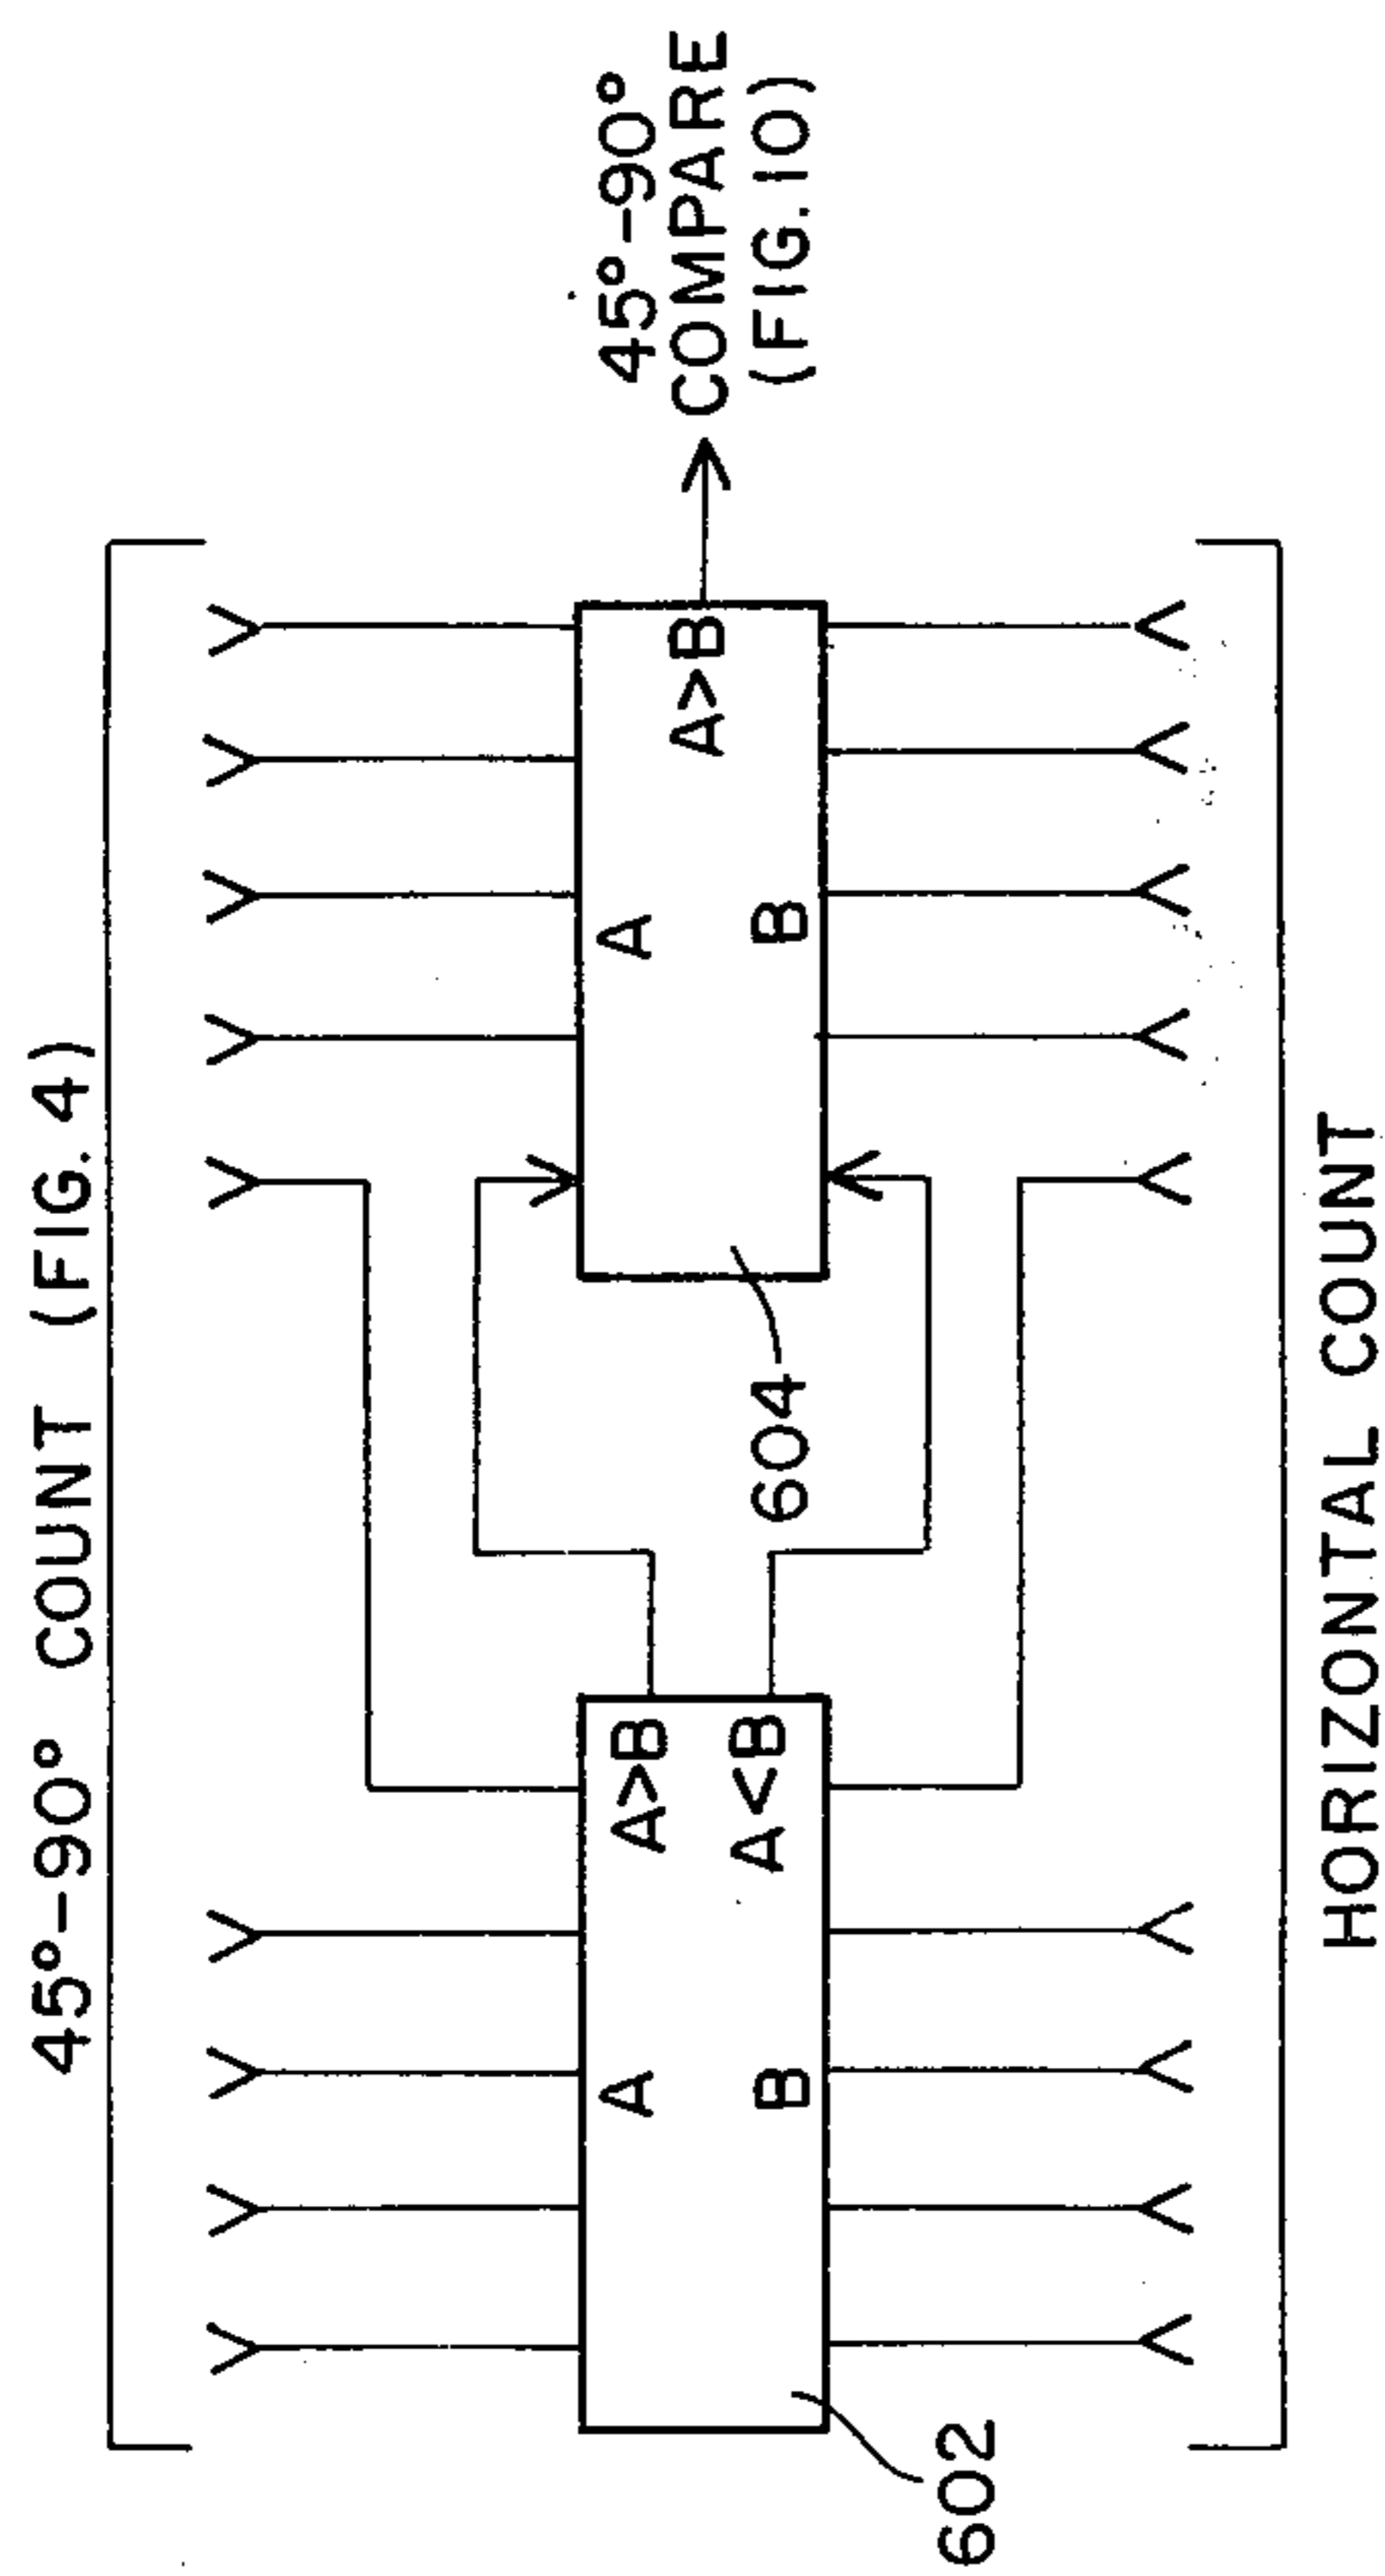 45°-90° COUNT (FIG. 4)
A
A>B
B
A<B
602
A
A>B
B
604
45°-90°
COMPARE
(FIG.10)
HORIZONTAL COUNT